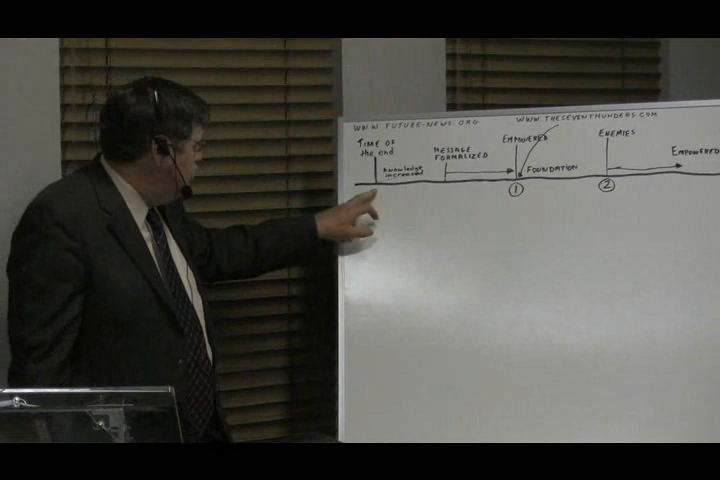 WWW.FUTURE-NEWS.ORG
WWW.THESEVENTHUNDERS.COM
TIME OF
the end
knowledge
increased
MESSAGE
FORMALIZED
EMPOWERED
FOUNDATION
1
ENEMIES
2
EMPOWERED